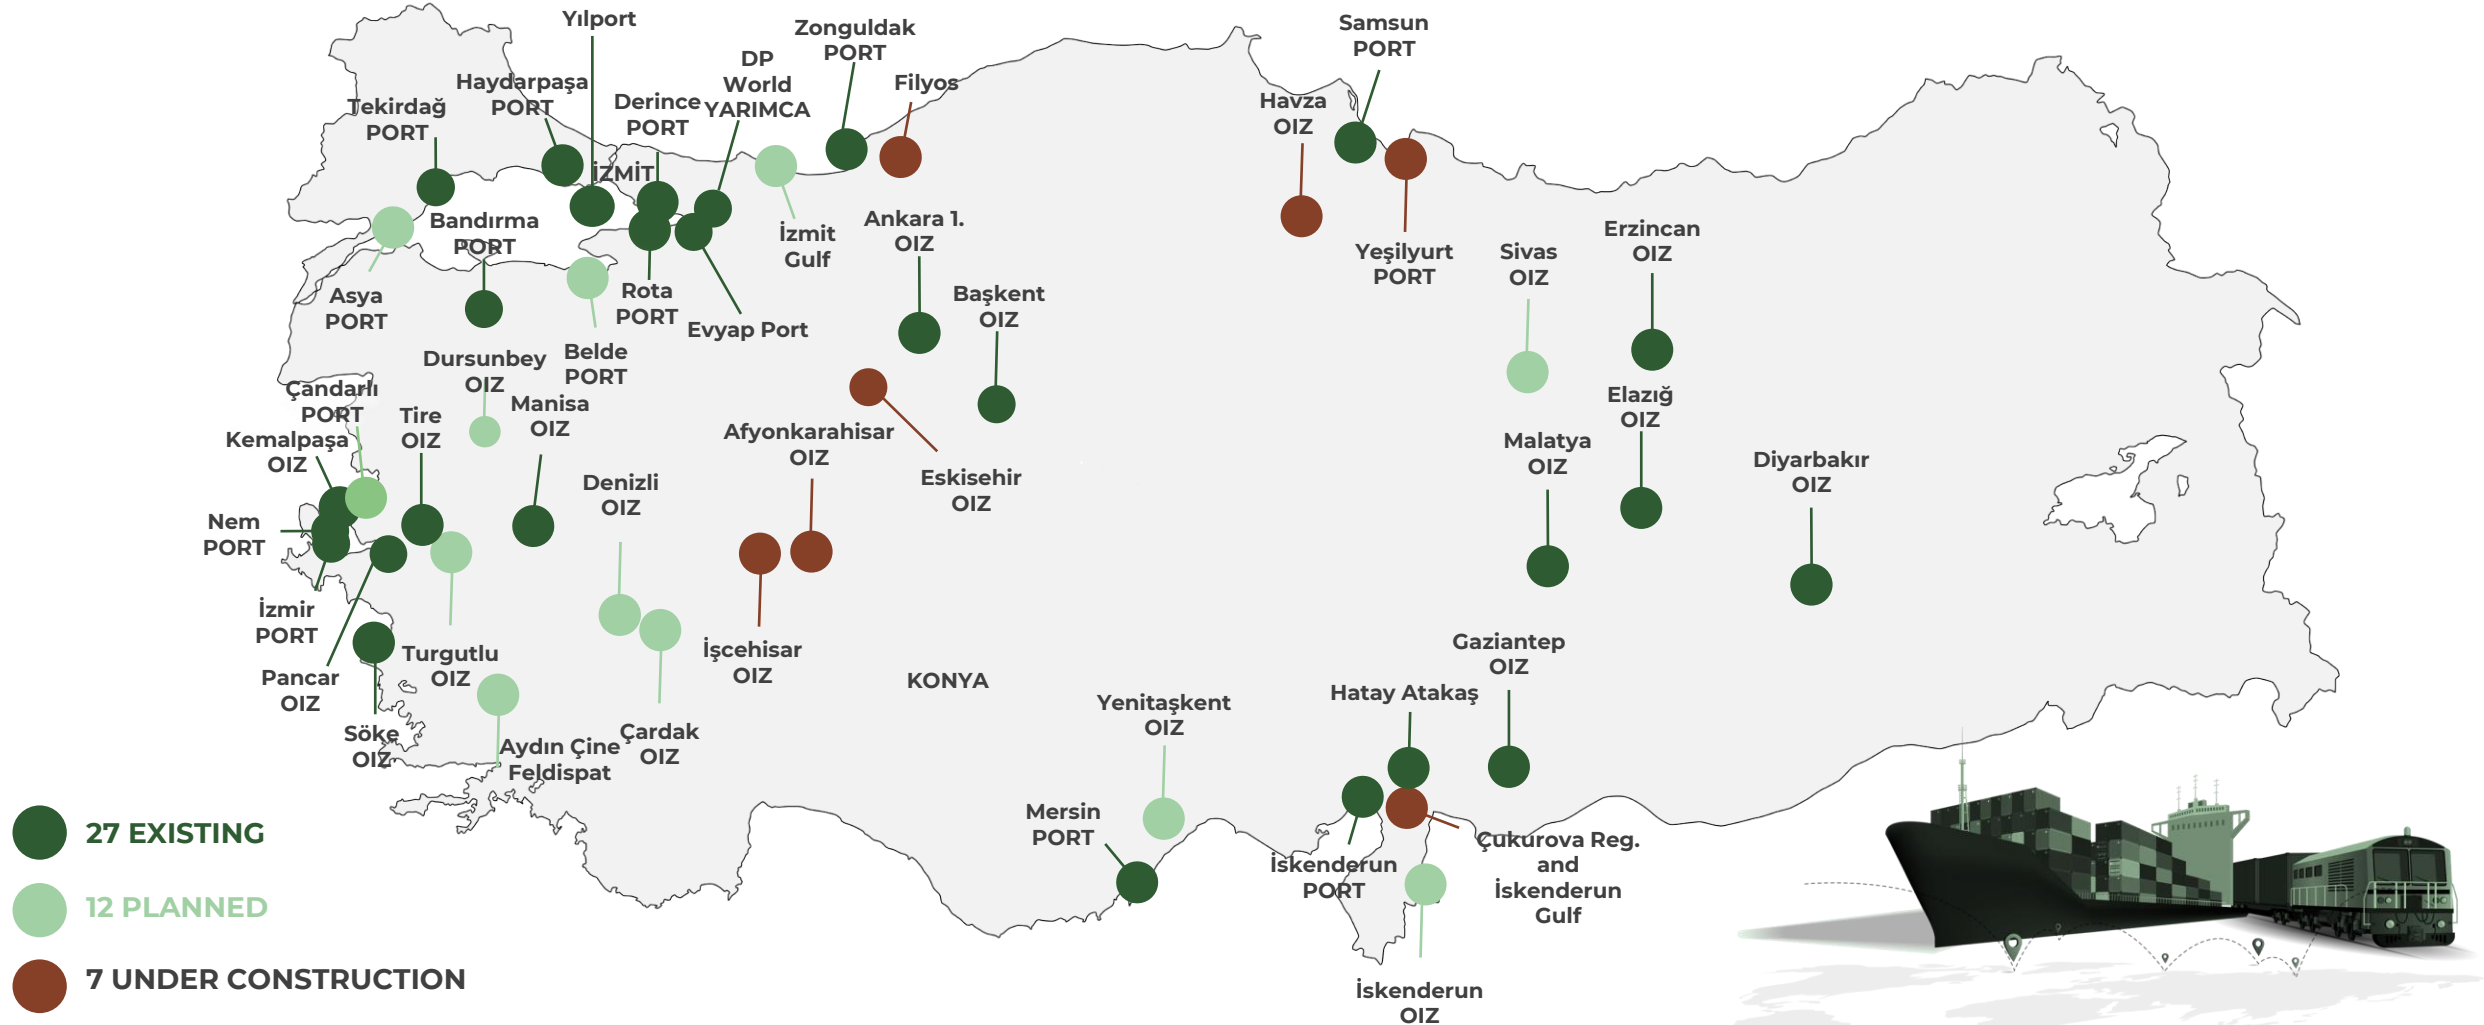 Yılport
Zonguldak
PORT
Samsun
PORT
DP
World
YARIMCA
Haydarpaşa
PORT
Filyos
Tekirdağ
PORT
Derince
PORT
Havza
OIZ
İZMİT
Bandırma
PORT
İzmit
Gulf
Ankara 1.
OIZ
Yeşilyurt
PORT
Sivas
OIZ
Erzincan
OIZ
Asya
PORT
Rota
PORT
Evyap Port
Başkent
OIZ
Dursunbey
OIZ
Belde
PORT
Çandarlı
PORT
Tire
OIZ
Manisa
OIZ
Elazığ
OIZ
Kemalpaşa
OIZ
Afyonkarahisar
OIZ
Malatya
OIZ
Diyarbakır
OIZ
Denizli
OIZ
Eskisehir
OIZ
Nem
PORT
İzmir
PORT
Turgutlu
OIZ
İşcehisar
OIZ
Gaziantep
OIZ
Pancar
OIZ
KONYA
Hatay Atakaş
Yenitaşkent
OIZ
Söke
OIZ
Aydın Çine
Feldispat
Çardak
OIZ
Mersin
PORT
İskenderun
PORT
Çukurova Reg.
and
İskenderun
Gulf
İskenderun
OIZ
27 EXISTING
12 PLANNED
7 UNDER CONSTRUCTION